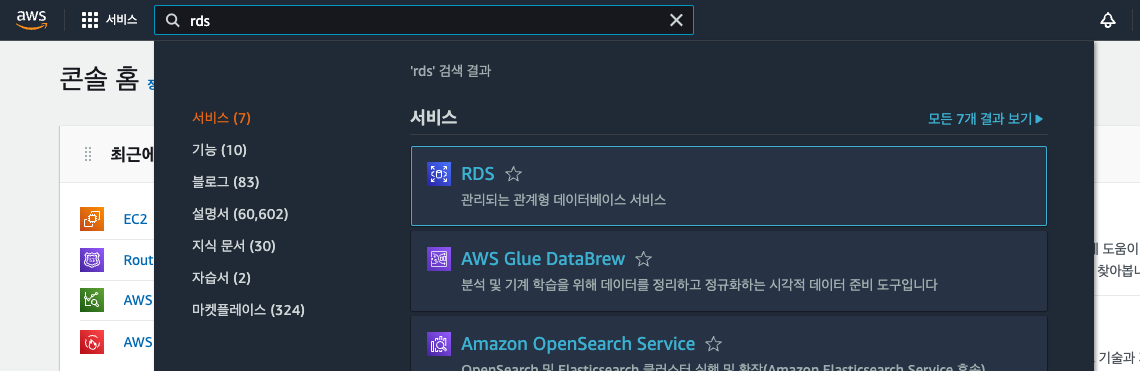 aws
서비스
rds
콘솔 홈
'rds' 검색 결과
서비스 (7)
기능 (10)
블로그 (83)
설명서 (60,602)
지식 문서 (30)
자습서 (2)
마켓플레이스 (324)
서비스
모든 7개 결과 보기
RDS
관리되는 관계형 데이터베이스 서비스
AWS Glue DataBrew
분석 및 기계 학습을 위해 데이터를 정리하고 정규화하는 시각적 데이터 준비 도구입니다
Amazon OpenSearch Service
OpenSearch 및 Elasticsearch 클러스터 실행 및 확장(Amazon Elasticsearch Service 후속)
최근에
EC2
Rout
AWS
AWS
도움이
찾아봅니
기술과